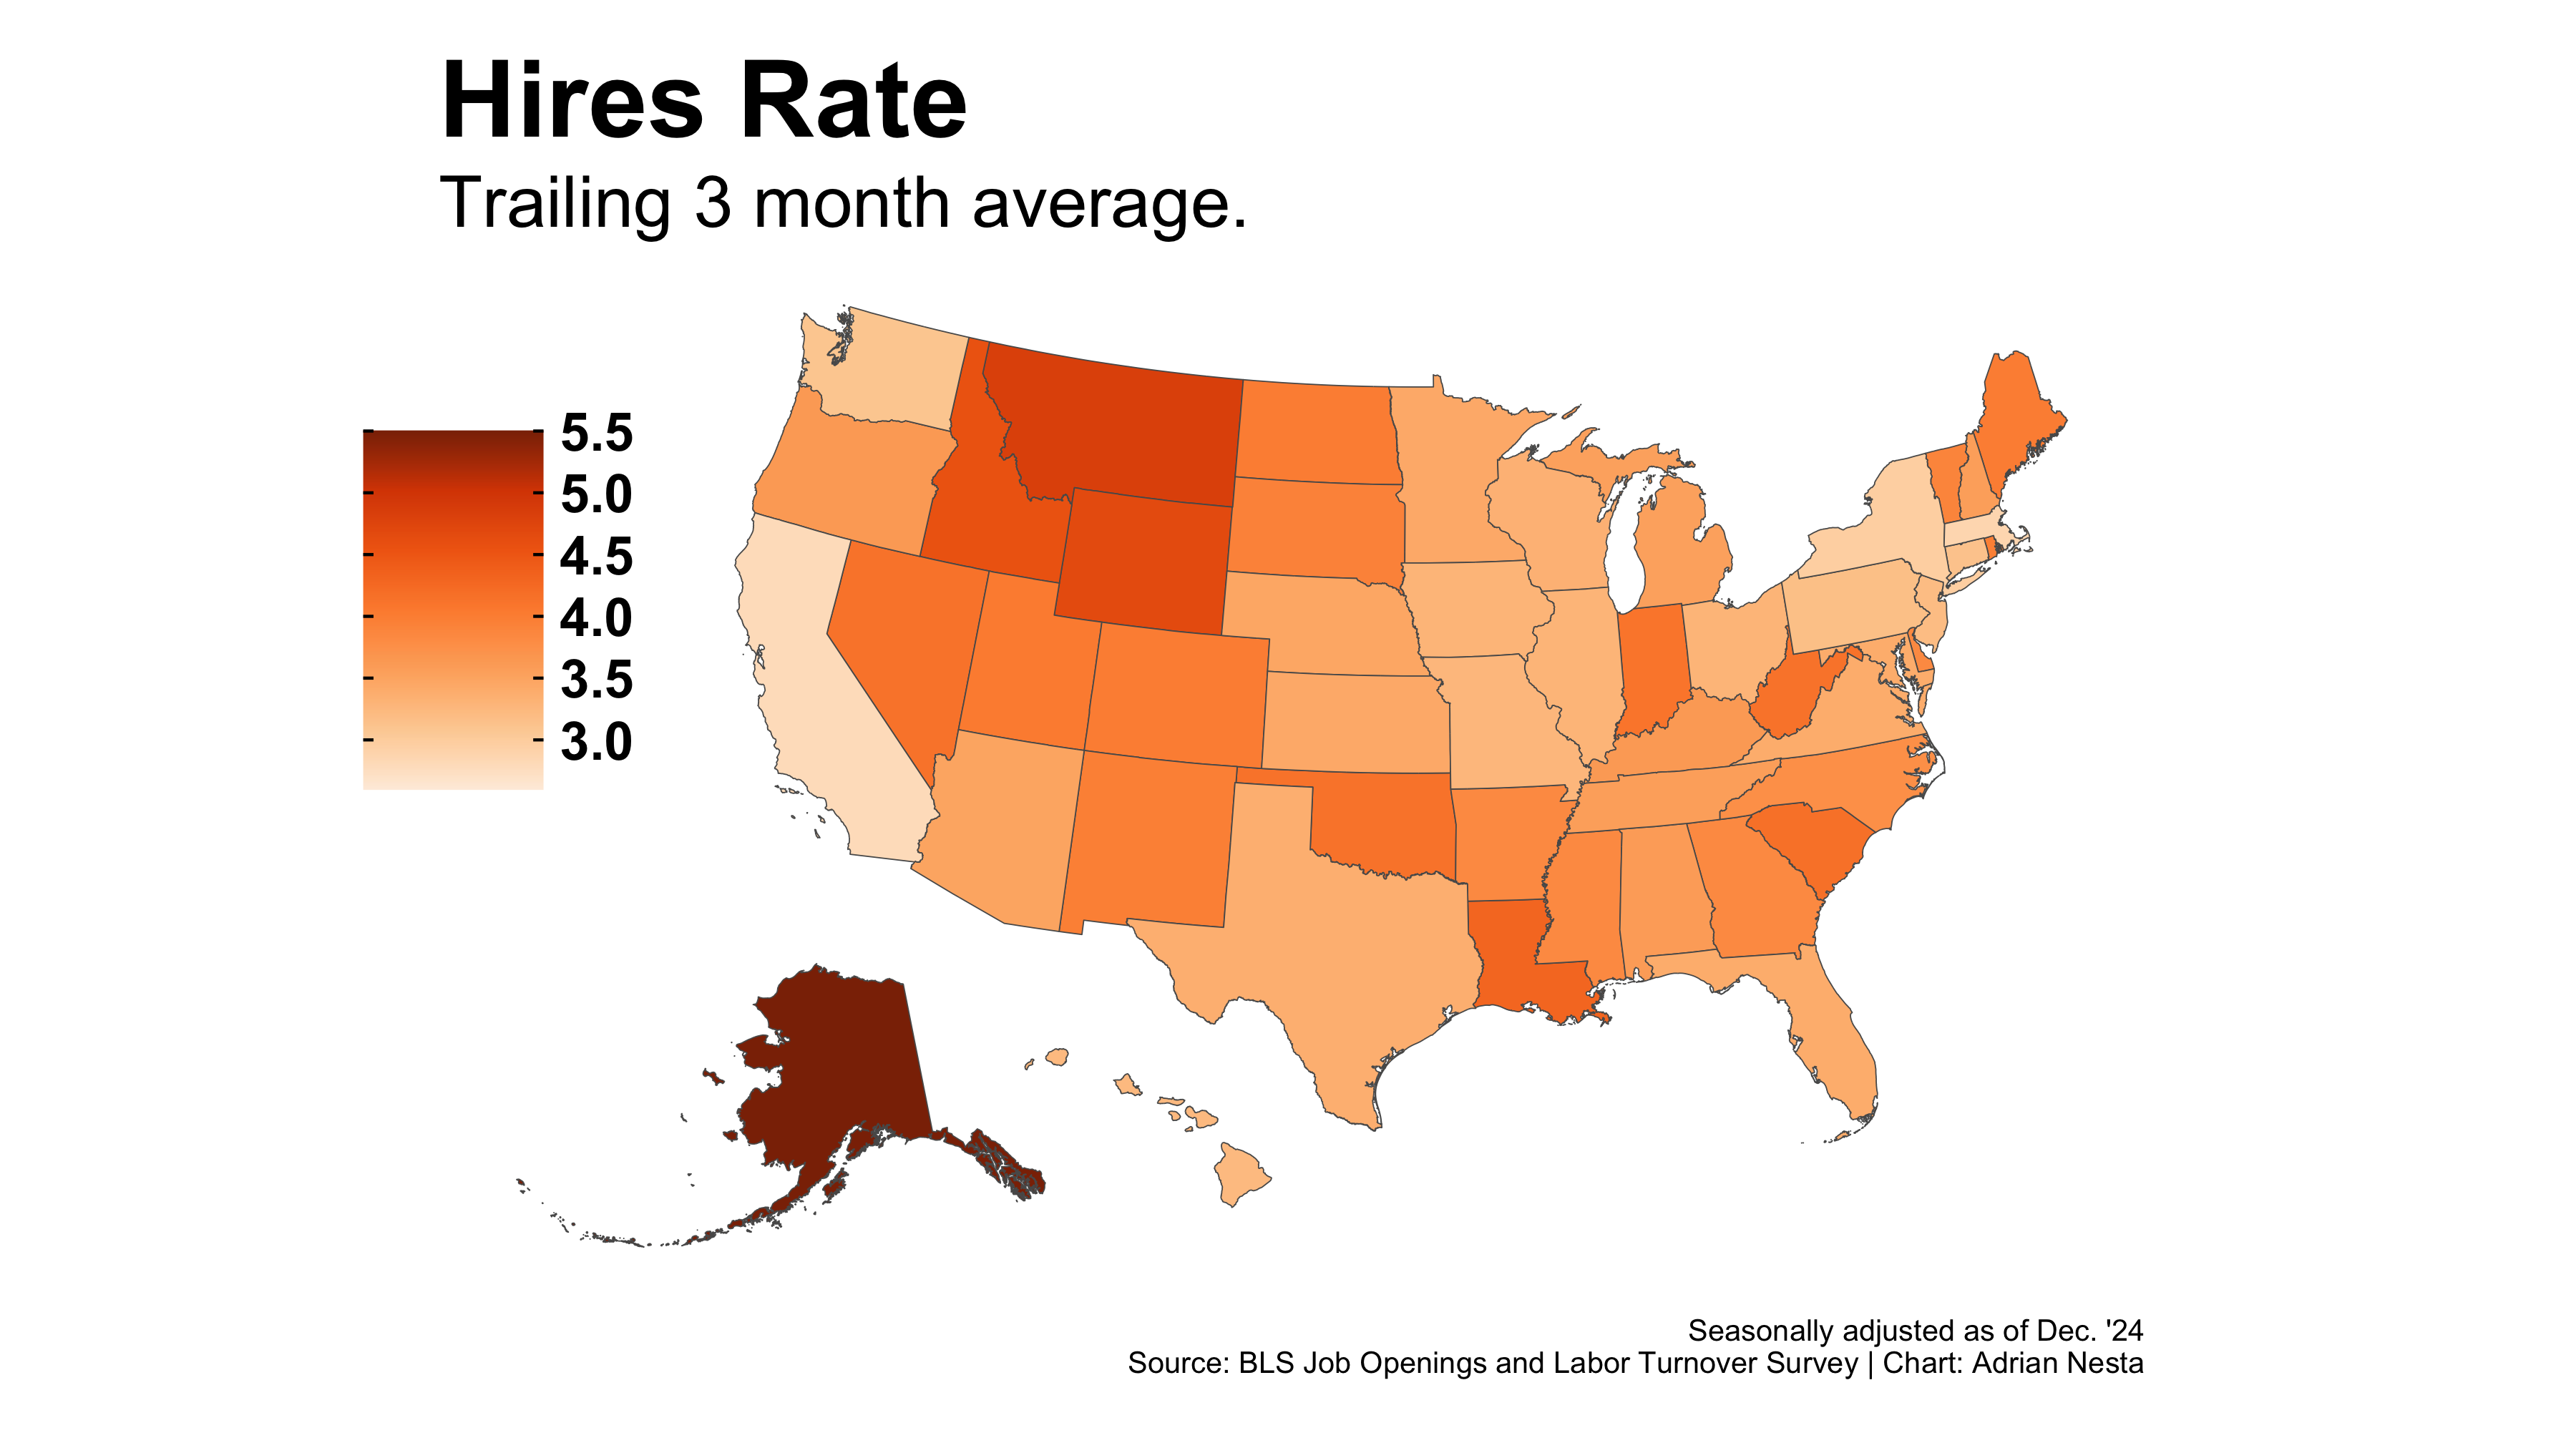 Hires Rate
Trailing 3 month average.
5.5
5.0
4.5
4.0
3.5
3.0
Seasonally adjusted as of Dec. '24
Source: BLS Job Openings and Labor Turnover Survey | Chart: Adrian Nesta